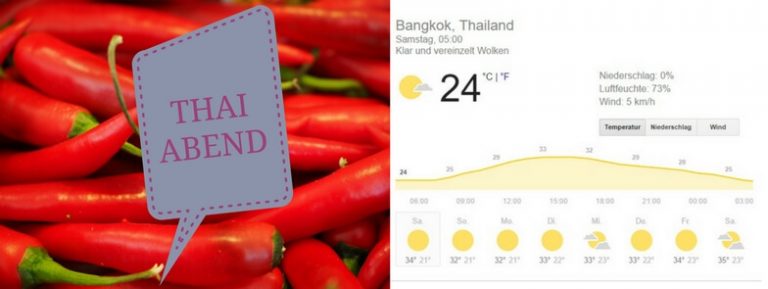 THAI
ABEND
Bangkok, Thailand
Samstag, 05:00
Klar und vereinzelt Wolken
24 °C | °F
Niederschlag: 0%
Luftfeuchte: 73%
Wind: 5 km/h
Temperatur Niederschlag Wind
24 25 29 33 32 29 29 25
06:00 09:00 12:00 15:00 18:00 21:00 00:00 03:00
Sa. So. Mo. Di. Mi. Do. Fr. Sa.
34° 21° 32° 21° 32° 21° 33° 22° 33° 23° 33° 22° 34° 23° 35° 23°